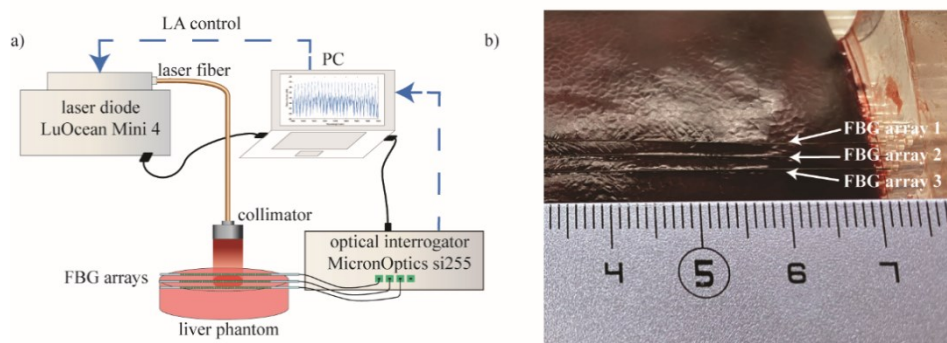 a)
LA control
laser fiber
PC
laser diode
LuOcean Mini 4
collimator
optical interrogator
MicronOptics si255
FBG arrays
liver phantom
b)
FBG array 1
FBG array 2
FBG array 3
4 5 6 7